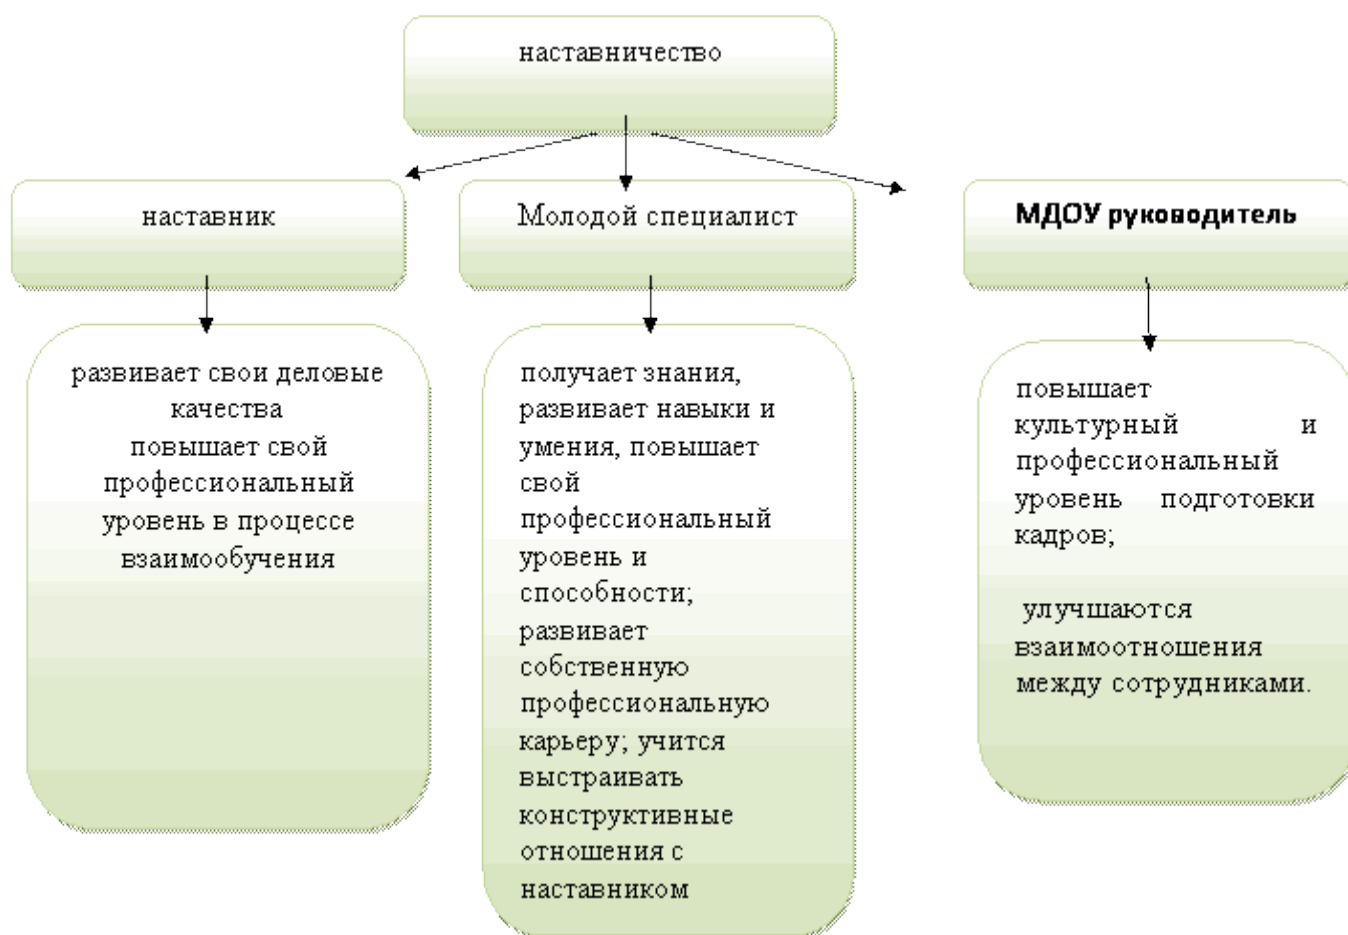 наставничество
наставник
Молодой специалист
МДОУ руководитель
развивает свои деловые
качества
повышает свой
профессиональный
уровень в процессе
взаимообучения
получает знания,
развивает навыки и
умения, повышает
свой
профессиональный
уровень и
способности;
развивает
собственную
профессиональную
карьеру; учится
выстраивать
конструктивные
отношения с
наставником
повышает
культурный и
профессиональный
уровень подготовки
кадров;
улучшаются
взаимоотношения
между сотрудниками.